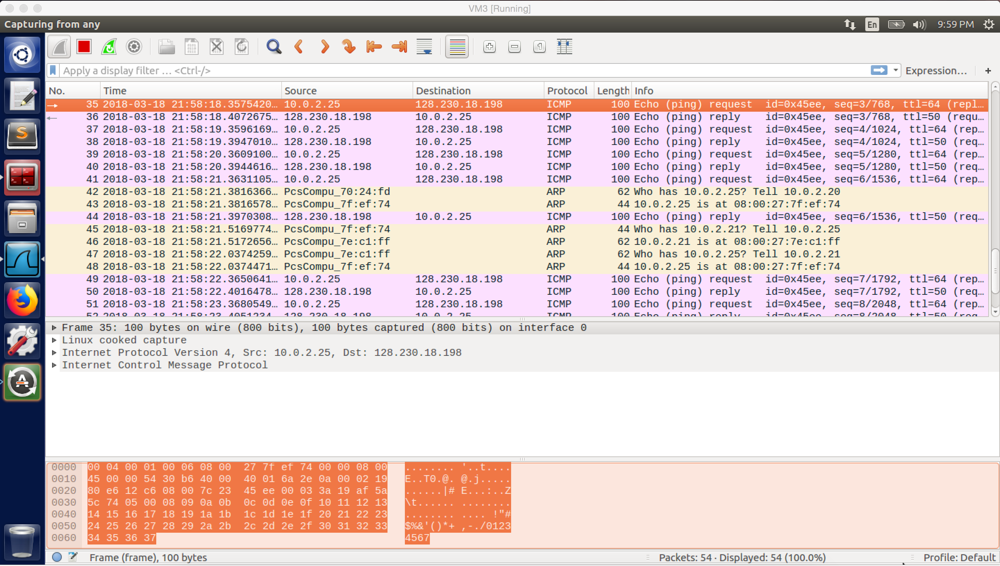 VM3 [Running]
Capturing from any En 9:59 PM
Apply a display filter … <Ctrl-/> Expression… +
No. Time Source Destination Protocol Length Info
35 2018-03-18 21:58:18.3575420… 10.0.2.25 128.230.18.198 ICMP 100 Echo (ping) request id=0x45ee, seq=3/768, ttl=64 (repl…
36 2018-03-18 21:58:18.4072675… 128.230.18.198 10.0.2.25 ICMP 100 Echo (ping) reply id=0x45ee, seq=3/768, ttl=50 (requ…
37 2018-03-18 21:58:19.3596169… 10.0.2.25 128.230.18.198 ICMP 100 Echo (ping) request id=0x45ee, seq=4/1024, ttl=64 (rep…
38 2018-03-18 21:58:19.3947010… 128.230.18.198 10.0.2.25 ICMP 100 Echo (ping) reply id=0x45ee, seq=4/1024, ttl=50 (req…
39 2018-03-18 21:58:20.3609100… 10.0.2.25 128.230.18.198 ICMP 100 Echo (ping) request id=0x45ee, seq=5/1280, ttl=64 (rep…
40 2018-03-18 21:58:20.3944616… 128.230.18.198 10.0.2.25 ICMP 100 Echo (ping) reply id=0x45ee, seq=5/1280, ttl=50 (req…
41 2018-03-18 21:58:21.3631105… 10.0.2.25 128.230.18.198 ICMP 100 Echo (ping) request id=0x45ee, seq=6/1536, ttl=64 (rep…
42 2018-03-18 21:58:21.3816366… PcsCompu_70:24:fd ARP 62 Who has 10.0.2.25? Tell 10.0.2.20
43 2018-03-18 21:58:21.3816578… PcsCompu_7f:ef:74 ARP 44 10.0.2.25 is at 08:00:27:7f:ef:74
44 2018-03-18 21:58:21.3970308… 128.230.18.198 10.0.2.25 ICMP 100 Echo (ping) reply id=0x45ee, seq=6/1536, ttl=50 (req…
45 2018-03-18 21:58:21.5169774… PcsCompu_7f:ef:74 ARP 44 Who has 10.0.2.21? Tell 10.0.2.25
46 2018-03-18 21:58:21.5172656… PcsCompu_7e:c1:ff ARP 62 10.0.2.21 is at 08:00:27:7e:c1:ff
47 2018-03-18 21:58:22.0374259… PcsCompu_7e:c1:ff ARP 62 Who has 10.0.2.25? Tell 10.0.2.21
48 2018-03-18 21:58:22.0374471… PcsCompu_7f:ef:74 ARP 44 10.0.2.25 is at 08:00:27:7f:ef:74
49 2018-03-18 21:58:22.3650641… 10.0.2.25 128.230.18.198 ICMP 100 Echo (ping) request id=0x45ee, seq=7/1792, ttl=64 (rep…
50 2018-03-18 21:58:22.4016478… 128.230.18.198 10.0.2.25 ICMP 100 Echo (ping) reply id=0x45ee, seq=7/1792, ttl=50 (req…
51 2018-03-18 21:58:23.3680549… 10.0.2.25 128.230.18.198 ICMP 100 Echo (ping) request id=0x45ee, seq=8/2048, ttl=64 (rep…
52 2018-03-18 21:58:23.4051234 128.230.18.198 10.0.2.25 ICMP 100 Echo (ping) reply id=0x45ee, seq=8/2048, ttl=50 (req
Frame 35: 100 bytes on wire (800 bits), 100 bytes captured (800 bits) on interface 0
Linux cooked capture
Internet Protocol Version 4, Src: 10.0.2.25, Dst: 128.230.18.198
Internet Control Message Protocol
0000 00 04 00 01 00 06 08 00 27 7f ef 74 00 00 08 00 ........ '..t....
0010 45 00 00 54 30 b6 40 00 40 01 6a 2e 0a 00 02 19 E..T0.@. @.j.....
0020 80 e6 12 c6 08 00 7c 23 45 ee 00 03 3a 19 af 5a ......|# E...:..Z
0030 5c 74 05 00 08 09 0a 0b 0c 0d 0e 0f 10 11 12 13 \t...... ........
0040 14 15 16 17 18 19 1a 1b 1c 1d 1e 1f 20 21 22 23 ........ .... !"#
0050 24 25 26 27 28 29 2a 2b 2c 2d 2e 2f 30 31 32 33 $%&'()*+ ,-./0123
0060 34 35 36 37 4567
Frame (frame), 100 bytes Packets: 54 · Displayed: 54 (100.0%) Profile: Default